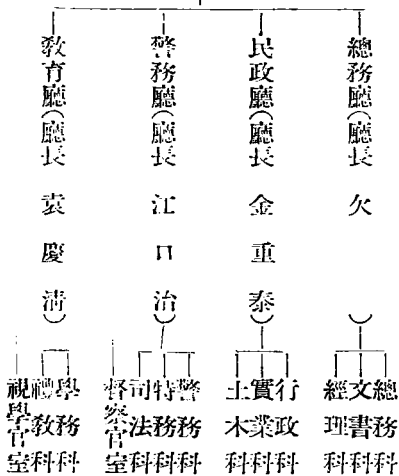 總務廳(廳長 欠 )
總務科
文書科
經理科
民政廳(廳長 金重泰)
行政科
實業科
土木科
警務廳(廳長 江口治)
警務科
特務科
司法科
督察官室
敎育廳(廳長 袁慶淸)
學務科
禮敎科
視學官室